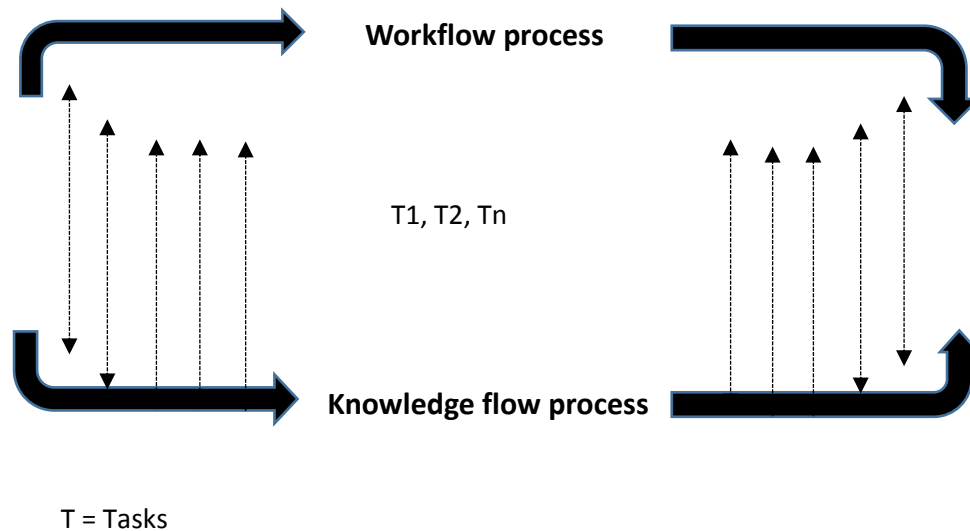 Workflow process
T1, T2, Tn
Knowledge flow process
T = Tasks